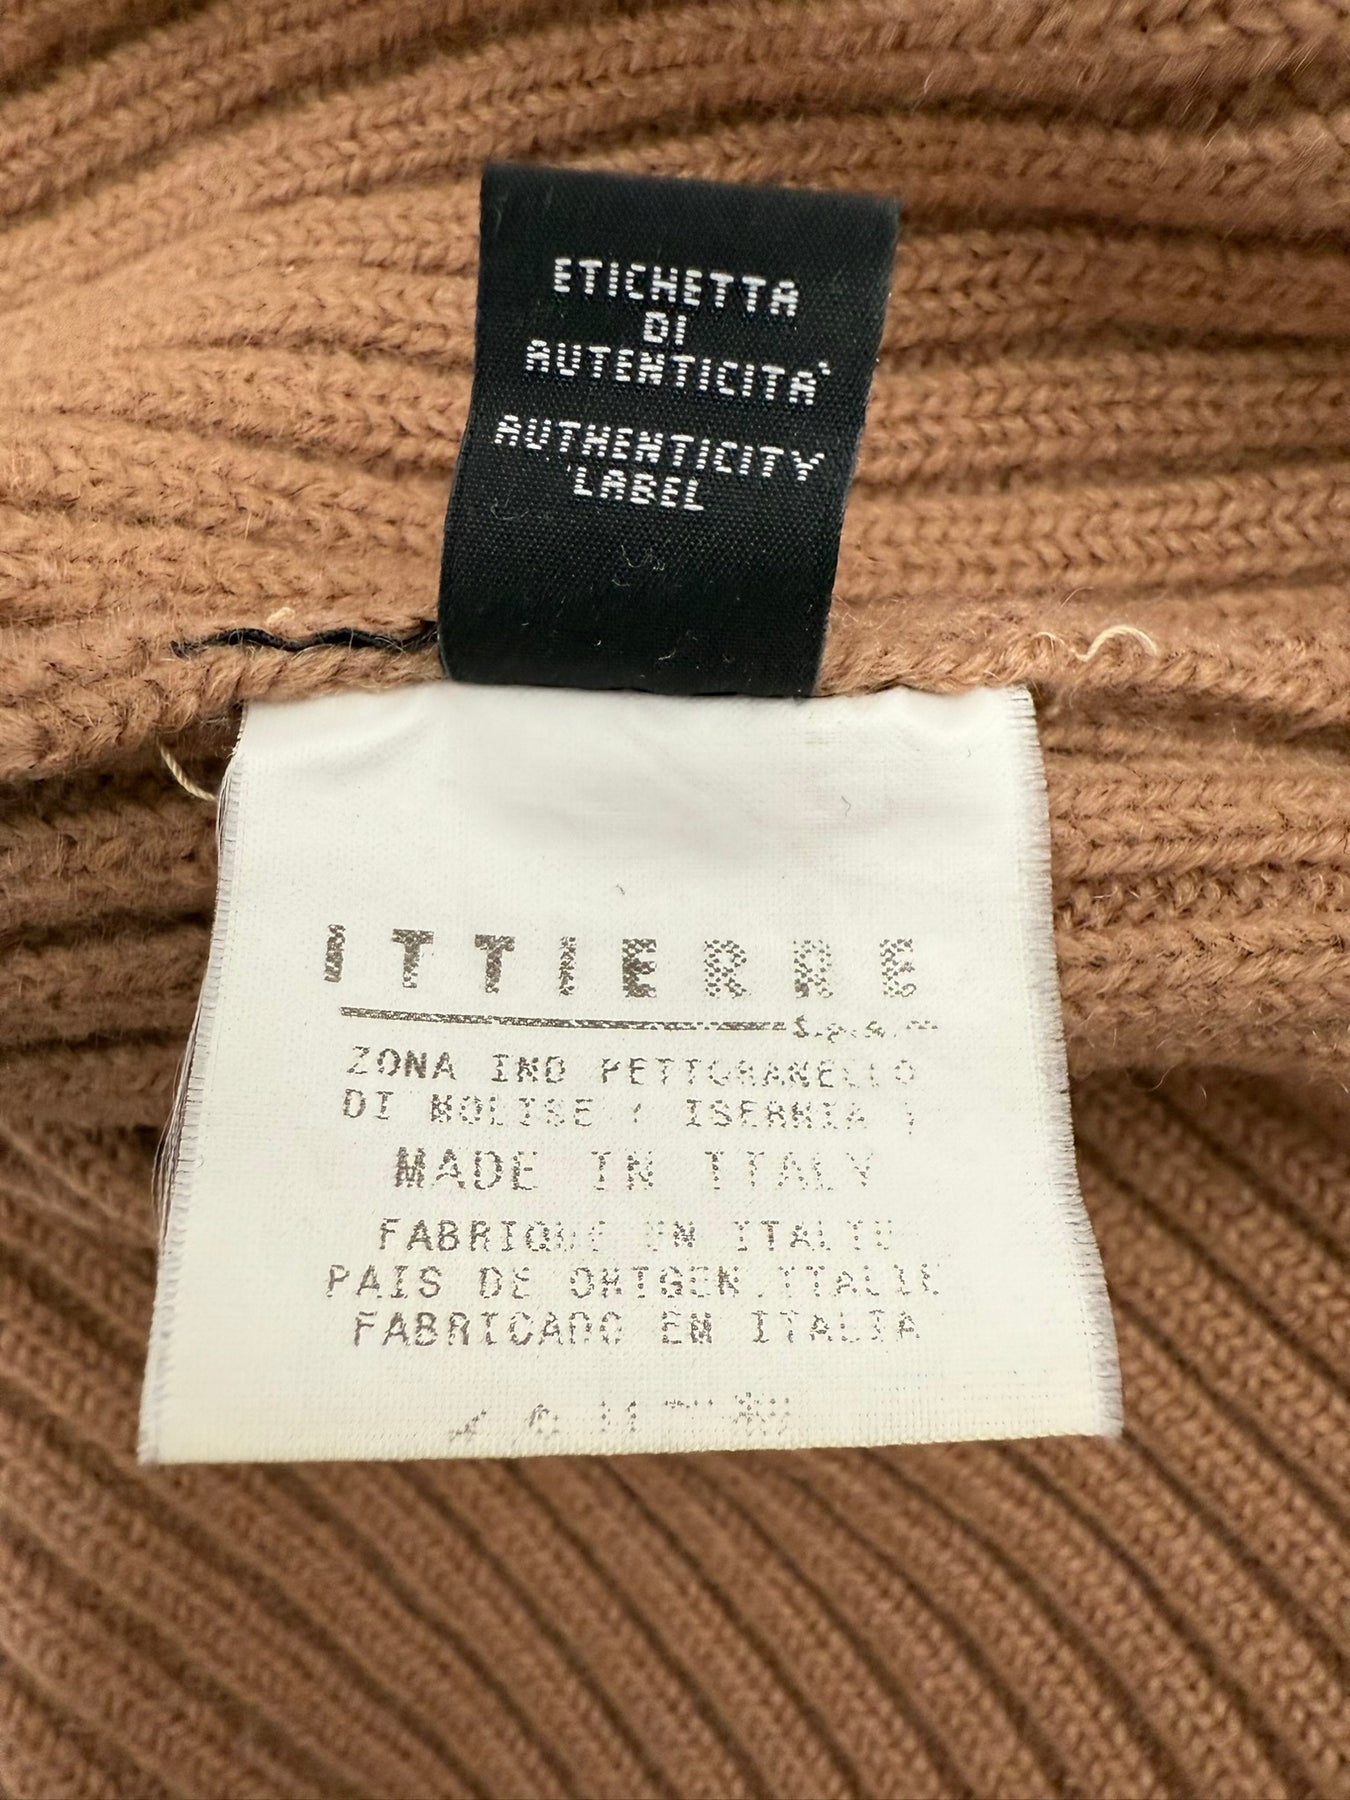 ETICHETTA
DI
AUTENTICITA'
AUTHENTICITY
LABEL
ITTIERRE
S.p.A.
ZONA IND PETTORANELLO
DI MOLISE ( ISERNIA )
MADE IN ITALY
FABRIQUE EN ITALIE
PAIS DE ORIGEN ITALIA
FABRICADO EM ITALIA